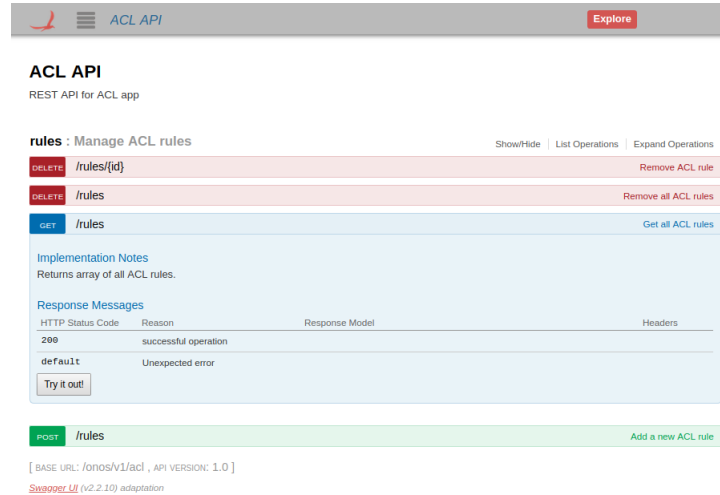 ACL API
Explore
ACL API
REST API for ACL app
rules : Manage ACL rules
Show/Hide List Operations Expand Operations
DELETE /rules/{id} Remove ACL rule
DELETE /rules Remove all ACL rules
GET /rules Get all ACL rules
Implementation Notes
Returns array of all ACL rules.
Response Messages
HTTP Status Code Reason Response Model Headers
200 successful operation
default Unexpected error
Try it out!
POST /rules Add a new ACL rule
[ BASE URL: /onos/v1/acl , API VERSION: 1.0 ]
Swagger UI (v2.2.10) adaptation